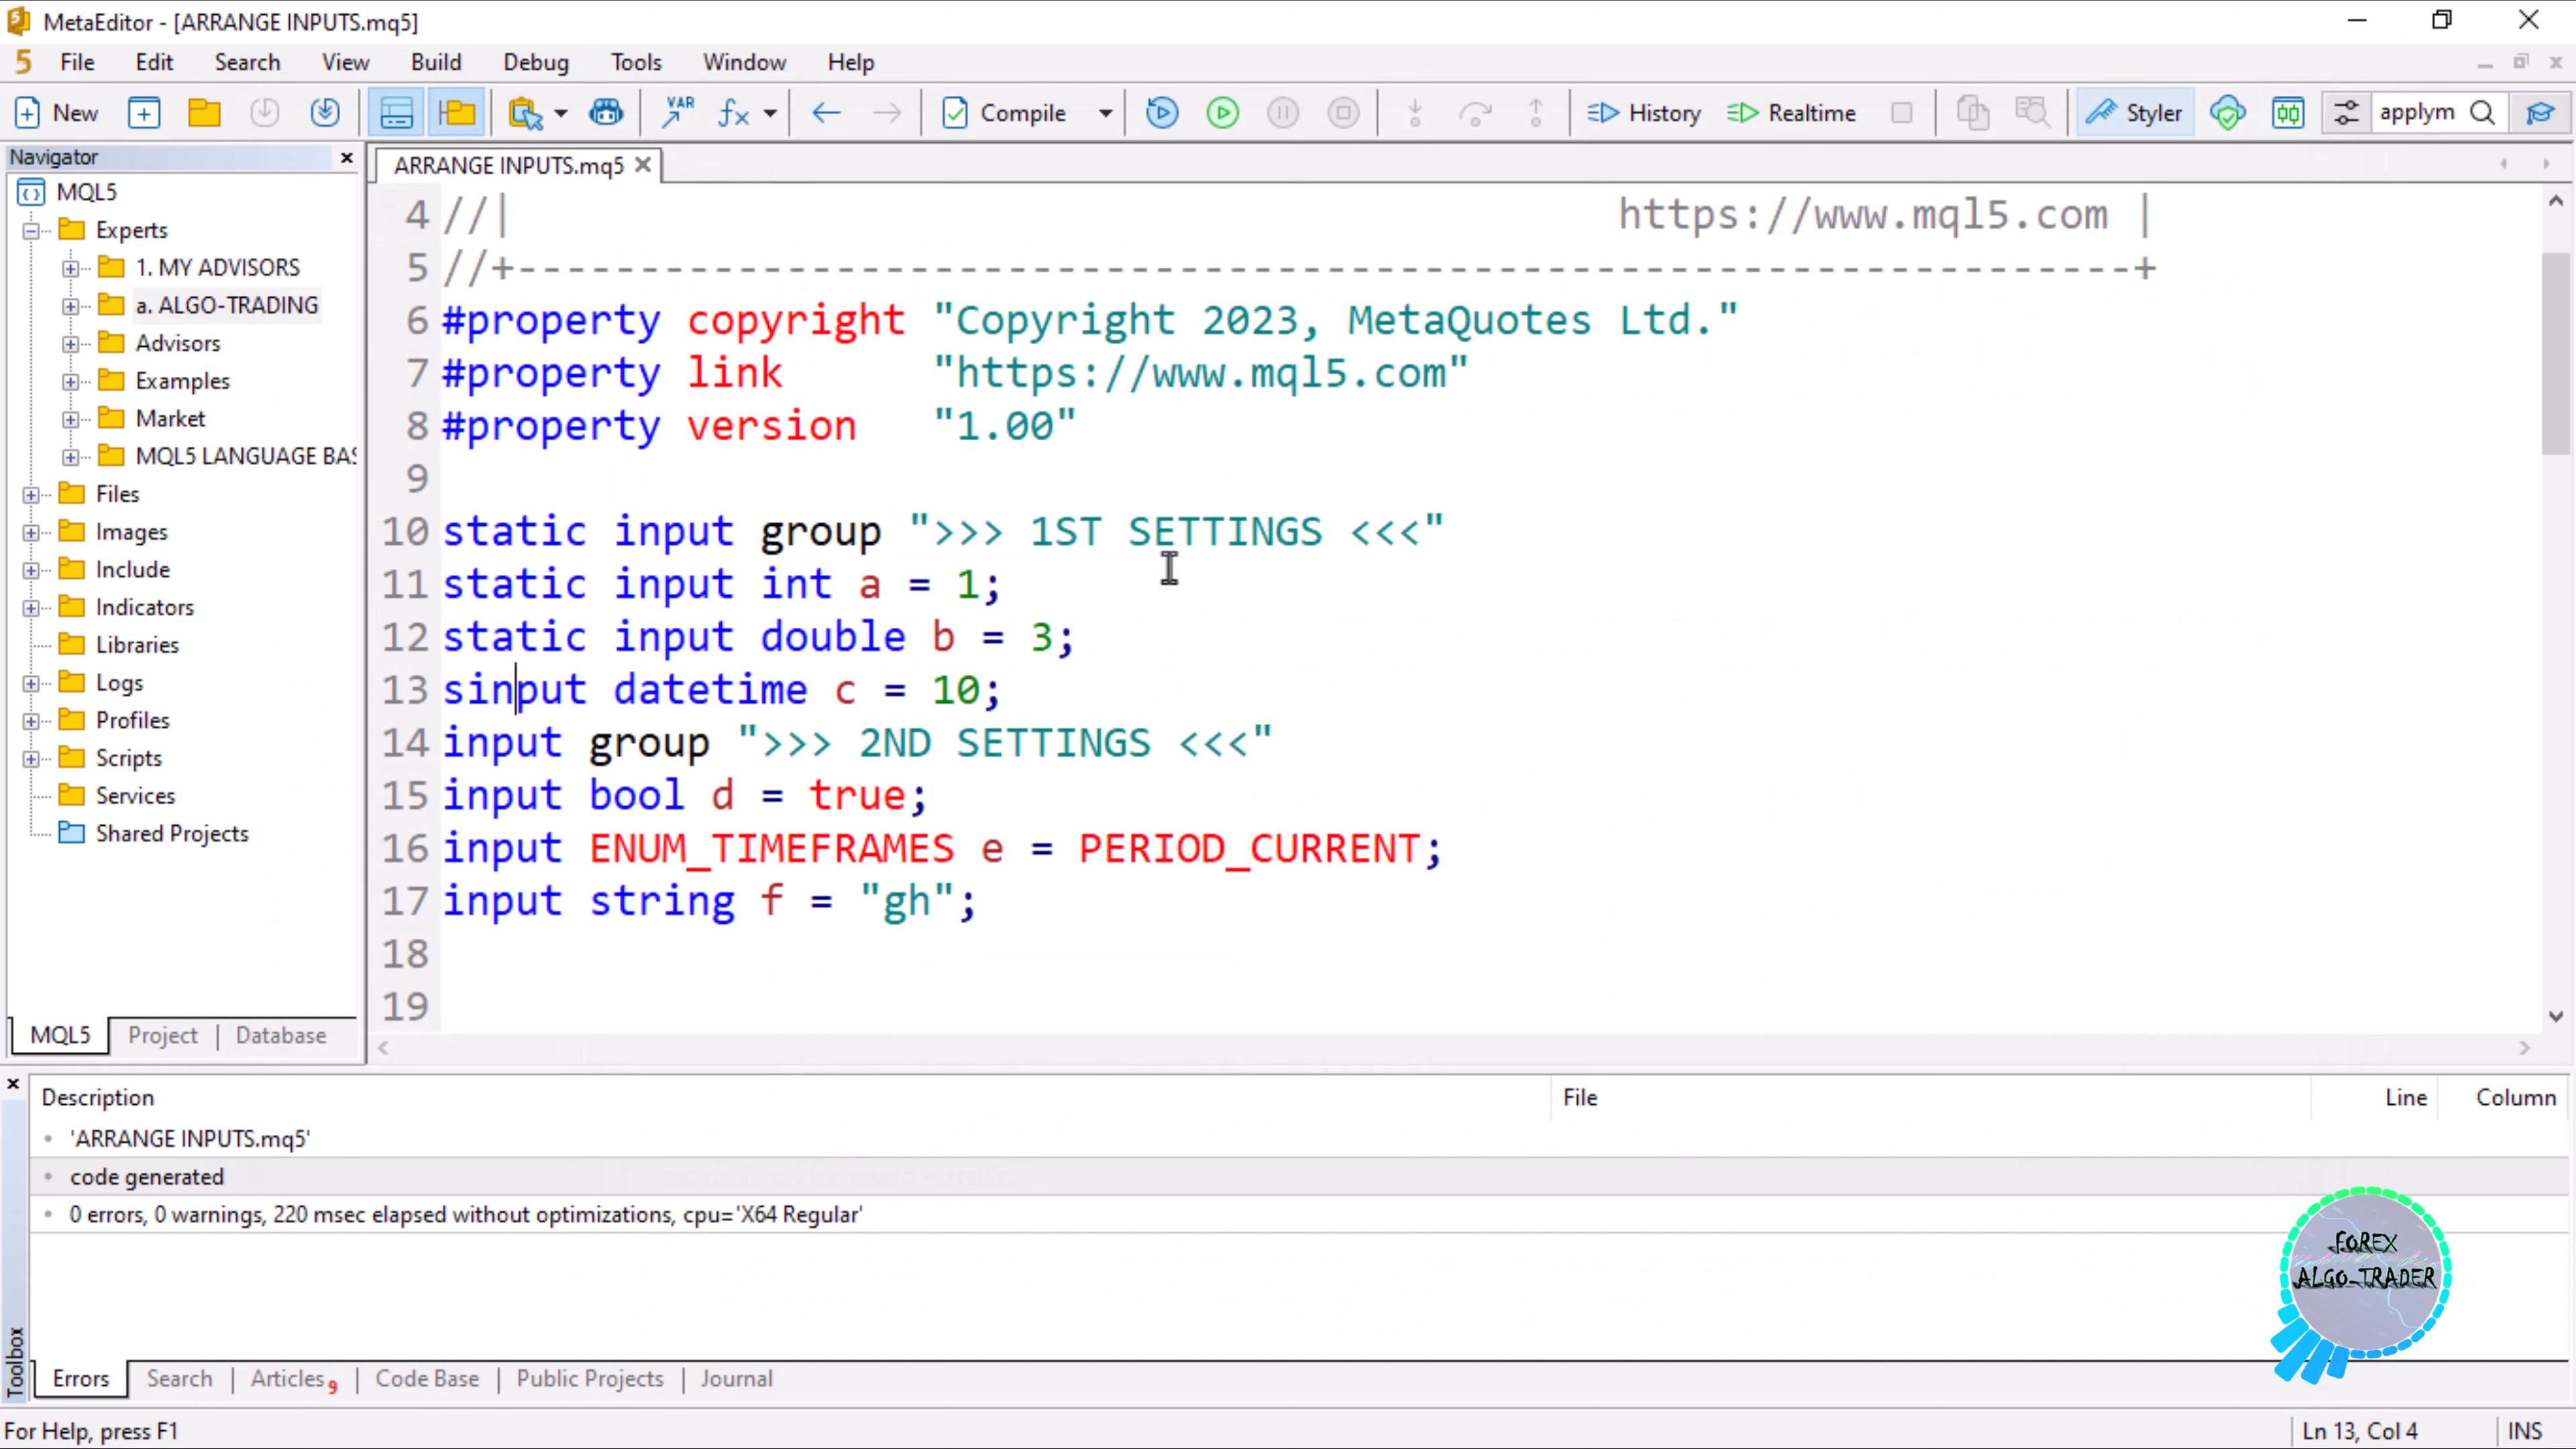 MetaEditor - [ARRANGE INPUTS.mq5]
5 File Edit Search View Build Debug Tools Window Help
New VAR fx Compile History Realtime Styler applym
Navigator
MQL5
Experts
1. MY ADVISORS
a. ALGO-TRADING
Advisors
Examples
Market
MQL5 LANGUAGE BAS
Files
Images
Include
Indicators
Libraries
Logs
Profiles
Scripts
Services
Shared Projects
MQL5 Project Database
ARRANGE INPUTS.mq5
4 //| https://www.mql5.com |
5 //+------------------------------------------------------------------+
6 #property copyright "Copyright 2023, MetaQuotes Ltd."
7 #property link "https://www.mql5.com"
8 #property version "1.00"
9
10 static input group ">>> 1ST SETTINGS <<<"
11 static input int a = 1;
12 static input double b = 3;
13 sinput datetime c = 10;
14 input group ">>> 2ND SETTINGS <<<"
15 input bool d = true;
16 input ENUM_TIMEFRAMES e = PERIOD_CURRENT;
17 input string f = "gh";
18
19
Description File Line Column
'ARRANGE INPUTS.mq5'
code generated
0 errors, 0 warnings, 220 msec elapsed without optimizations, cpu='X64 Regular'
FOREX
ALGO-TRADER
Toolbox
Errors Search Articles 9 Code Base Public Projects Journal
For Help, press F1 Ln 13, Col 4 INS